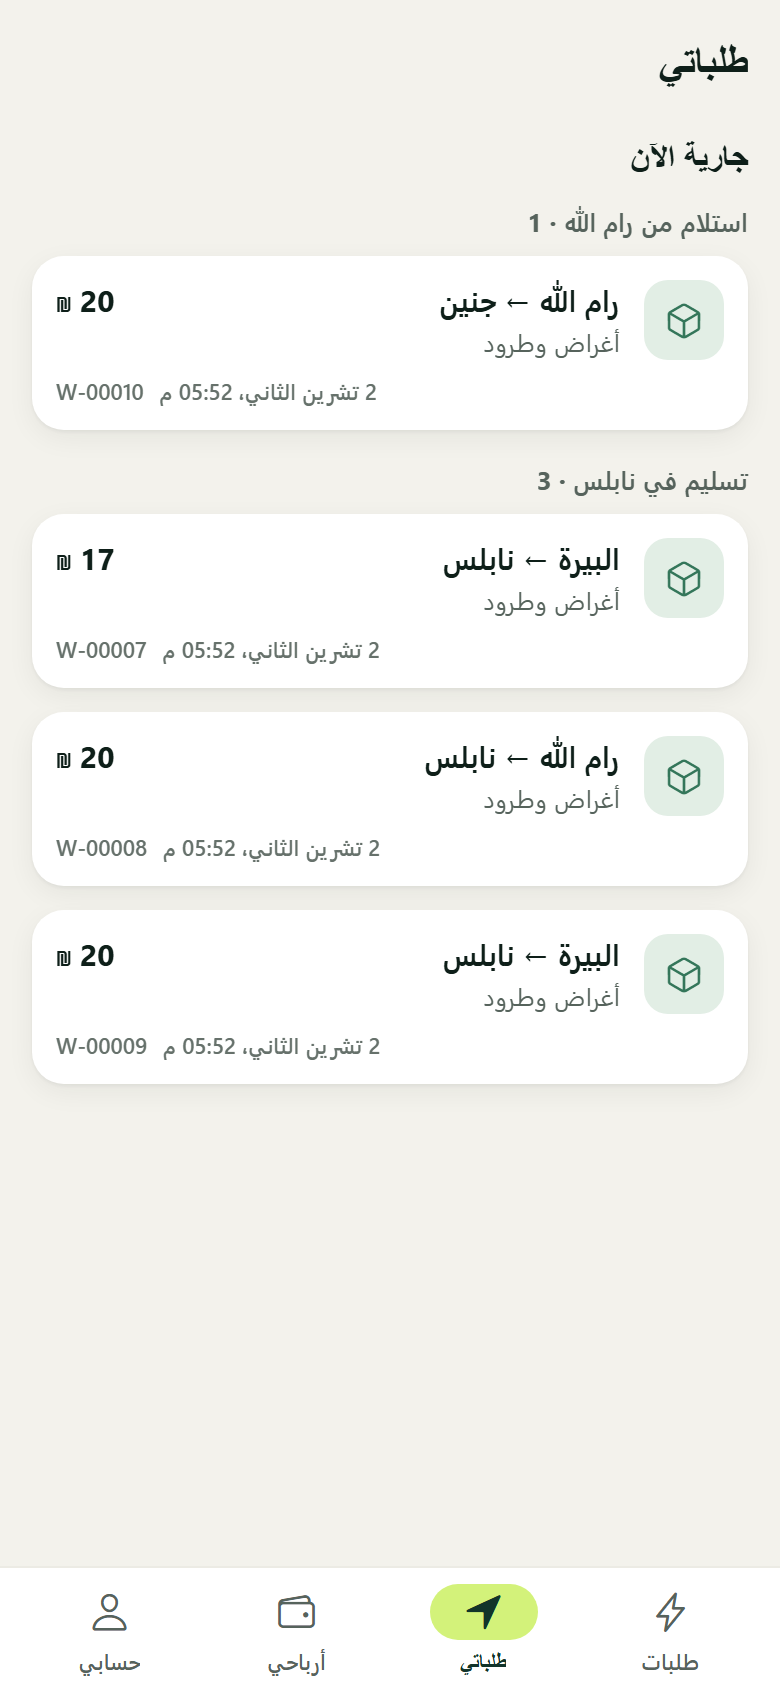 طلباتي
جارية الآن
استلام من رام الله · 1
رام الله ← جنين
20 ₪
أغراض وطرود
2 تشرين الثاني، 05:52 م
W-00010
تسليم في نابلس · 3
البيرة ← نابلس
17 ₪
أغراض وطرود
2 تشرين الثاني، 05:52 م
W-00007
رام الله ← نابلس
20 ₪
أغراض وطرود
2 تشرين الثاني، 05:52 م
W-00008
البيرة ← نابلس
20 ₪
أغراض وطرود
2 تشرين الثاني، 05:52 م
W-00009
طلبات
طلباتي
أرباحي
حسابي